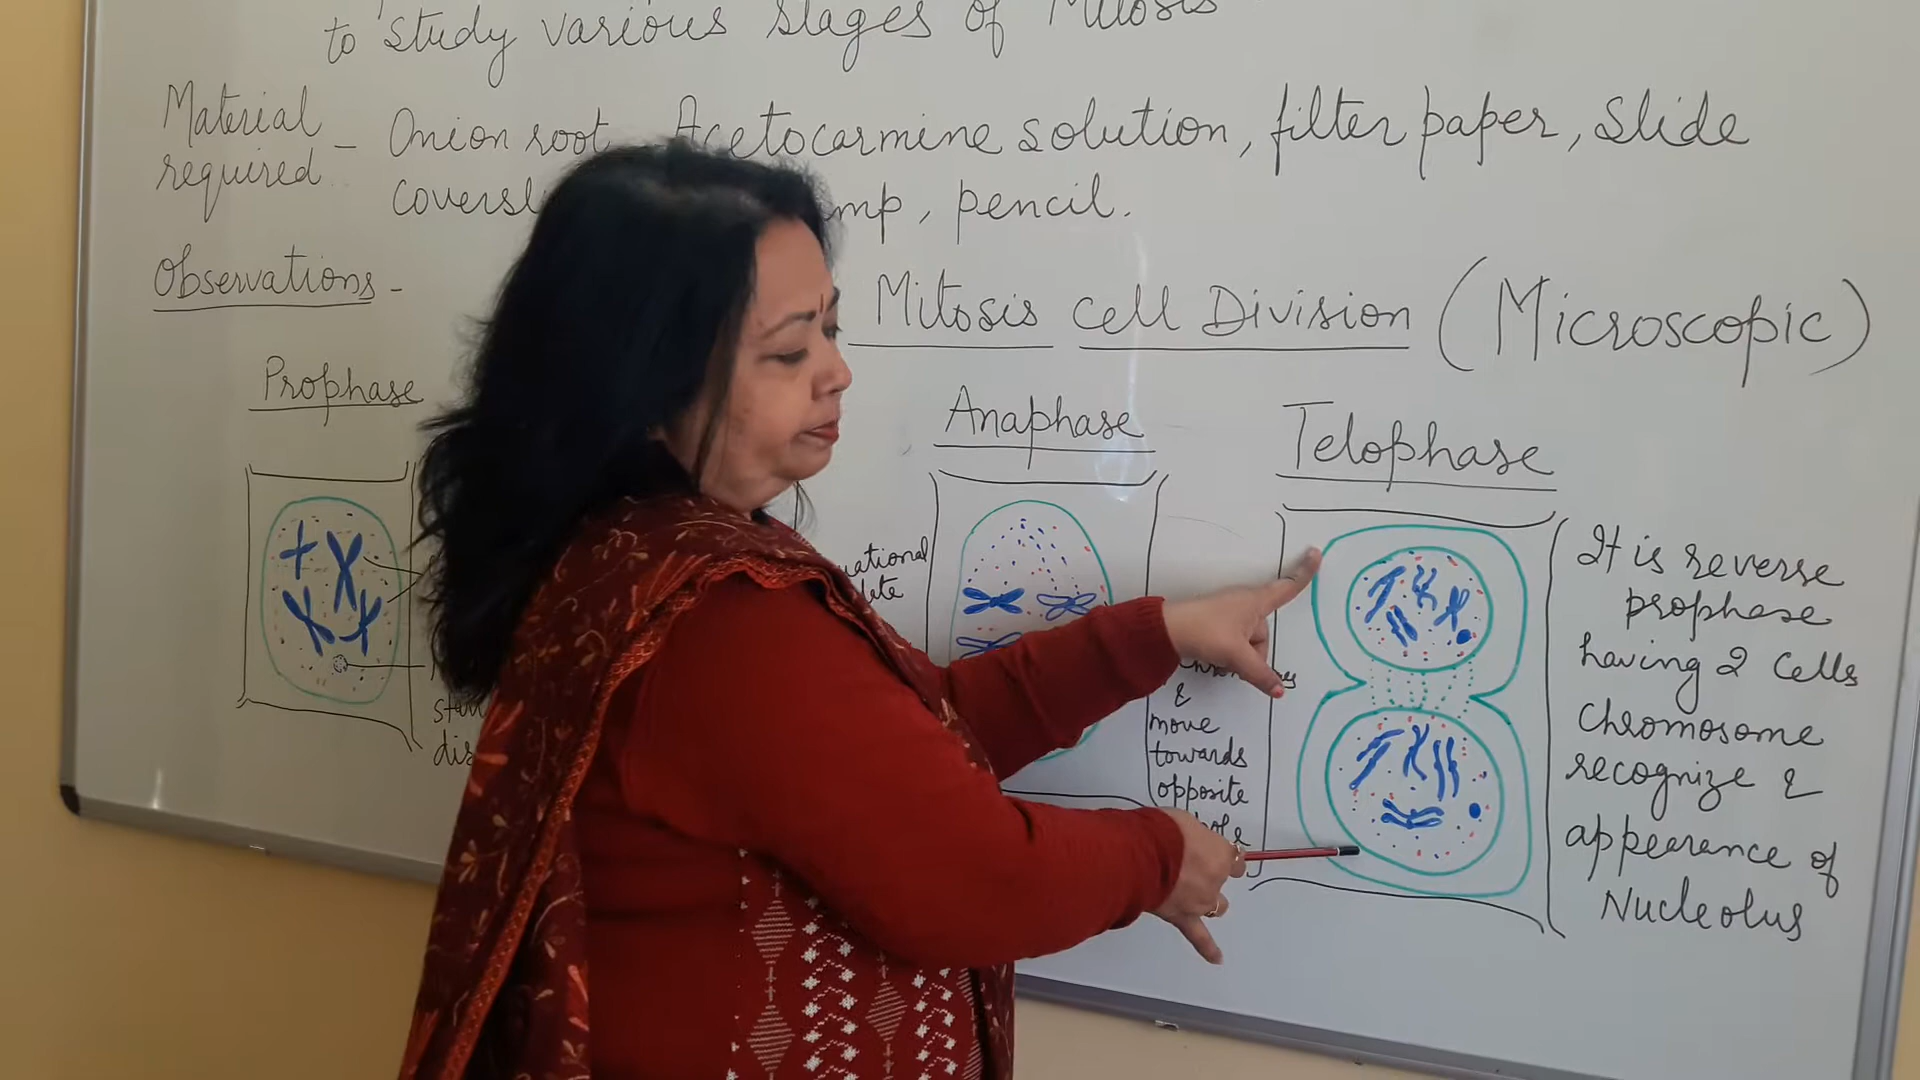 to study various stages of Mitosis
Material required - Onion root, Acetocarmine solution, filter paper, Slide
pencil.
Observations -
Mitosis cell Division (Microscopic)
Prophase
Anaphase
Telophase
It is reverse
prophase
having 2 cells
Chromosome
recognize &
appearance of
Nucleolus
&
move
towards
opposite